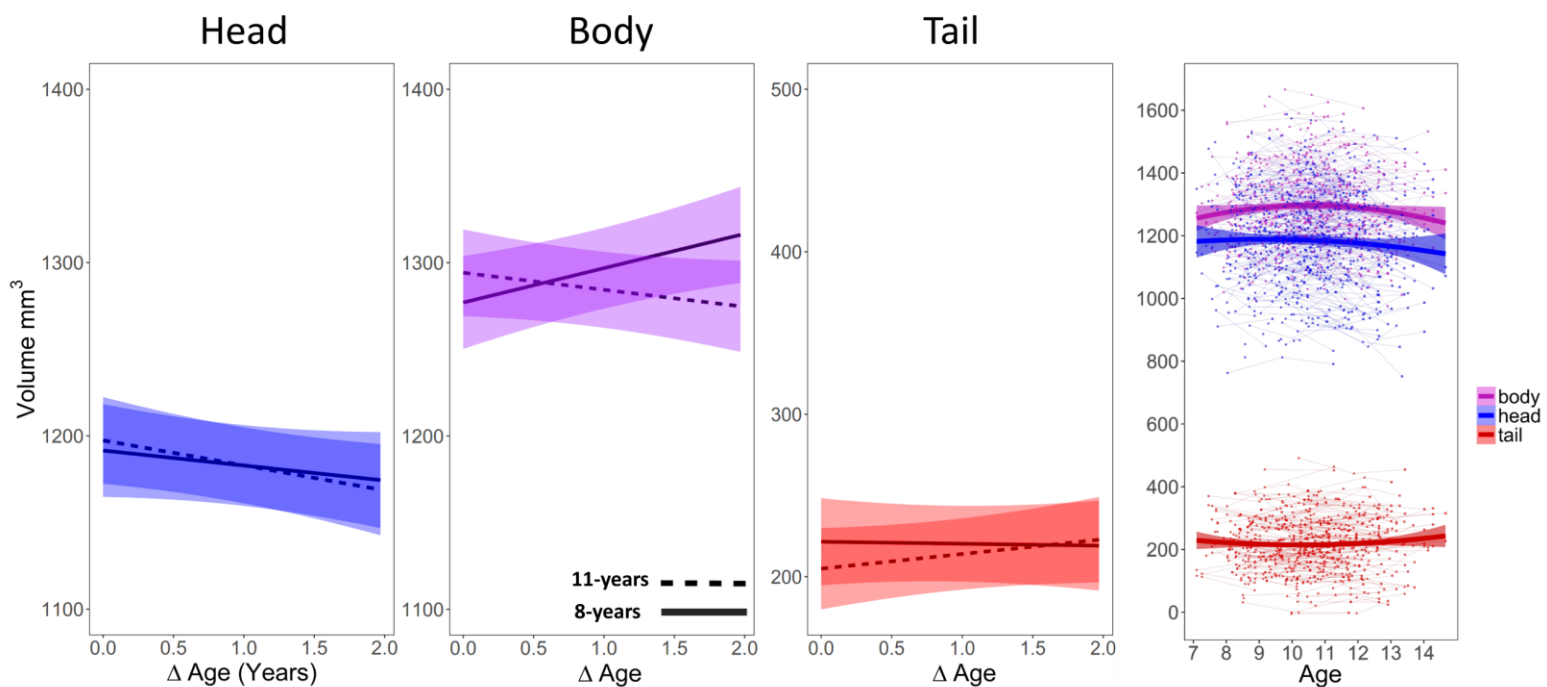 Head
Body
Tail
Volume mm³
1400
1300
1200
1100
0.0 0.5 1.0 1.5 2.0
Δ Age (Years)
1400
1300
1200
1100
11-years
8-years
0.0 0.5 1.0 1.5 2.0
Δ Age
500
400
300
200
0.0 0.5 1.0 1.5 2.0
Δ Age
1600
1400
1200
1000
800
600
400
200
0
7 8 9 10 11 12 13 14
Age
body
head
tail